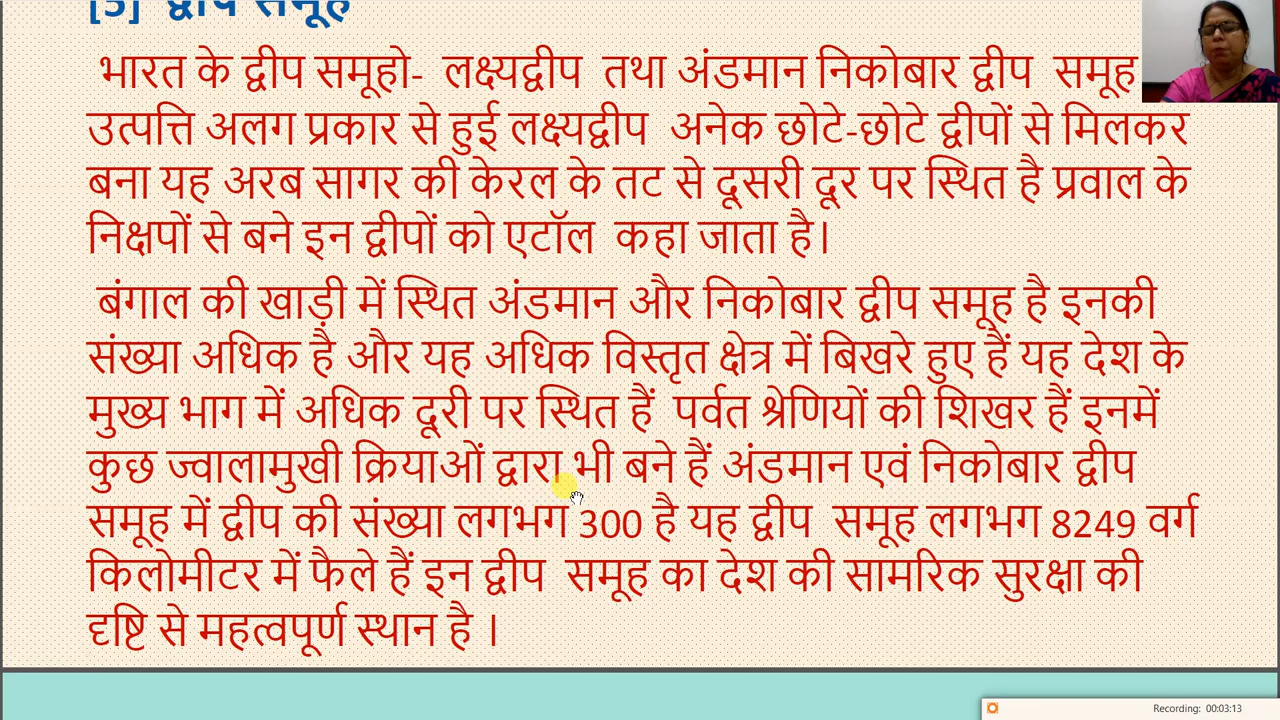 [5] द्वीप समूह
भारत के द्वीप समूहो- लक्ष्यद्वीप तथा अंडमान निकोबार द्वीप समूह
उत्पत्ति अलग प्रकार से हुई लक्ष्यद्वीप अनेक छोटे-छोटे द्वीपों से मिलकर
बना यह अरब सागर की केरल के तट से दूसरी दूर पर स्थित है प्रवाल के
निक्षपों से बने इन द्वीपों को एटॉल कहा जाता है।
बंगाल की खाड़ी में स्थित अंडमान और निकोबार द्वीप समूह है इनकी
संख्या अधिक है और यह अधिक विस्तृत क्षेत्र में बिखरे हुए हैं यह देश के
मुख्य भाग में अधिक दूरी पर स्थित हैं पर्वत श्रेणियों की शिखर हैं इनमें
कुछ ज्वालामुखी क्रियाओं द्वारा भी बने हैं अंडमान एवं निकोबार द्वीप
समूह में द्वीप की संख्या लगभग 300 है यह द्वीप समूह लगभग 8249 वर्ग
किलोमीटर में फैले हैं इन द्वीप समूह का देश की सामरिक सुरक्षा की
दृष्टि से महत्वपूर्ण स्थान है ।
Recording: 00:03:13